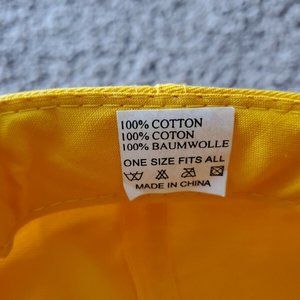 100% COTTON
100% COTON
100% BAUMWOLLE
ONE SIZE FITS ALL
MADE IN CHINA